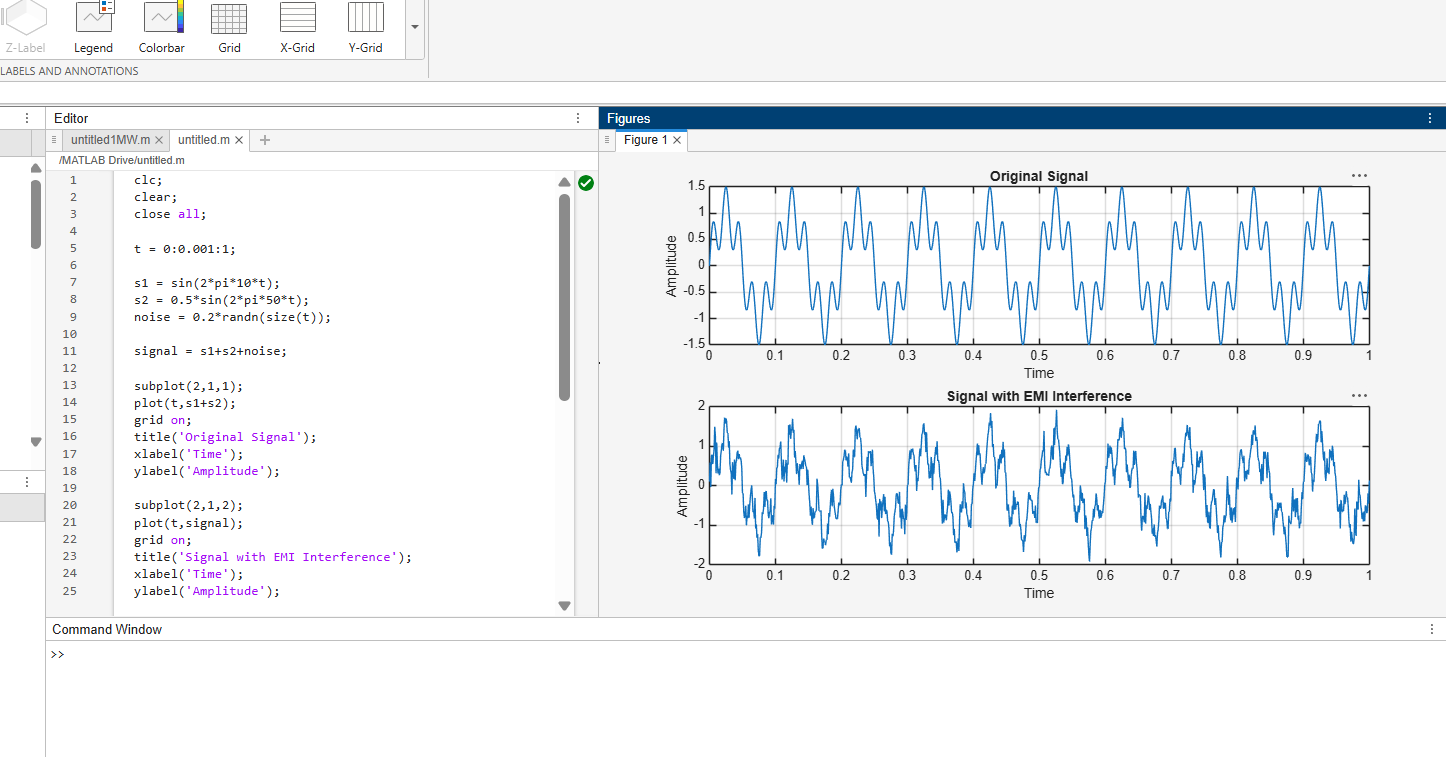 Z-Label Legend Colorbar Grid X-Grid Y-Grid
LABELS AND ANNOTATIONS
Editor
untitled1MW.m × untitled.m × +
/MATLAB Drive/untitled.m
1 clc;
2 clear;
3 close all;
4
5 t = 0:0.001:1;
6
7 s1 = sin(2*pi*10*t);
8 s2 = 0.5*sin(2*pi*50*t);
9 noise = 0.2*randn(size(t));
10
11 signal = s1+s2+noise;
12
13 subplot(2,1,1);
14 plot(t,s1+s2);
15 grid on;
16 title('Original Signal');
17 xlabel('Time');
18 ylabel('Amplitude');
19
20 subplot(2,1,2);
21 plot(t,signal);
22 grid on;
23 title('Signal with EMI Interference');
24 xlabel('Time');
25 ylabel('Amplitude');
Figures
Figure 1 ×
Original Signal
Amplitude
1.5
1
0.5
0
-0.5
-1
-1.5
0 0.1 0.2 0.3 0.4 0.5 0.6 0.7 0.8 0.9 1
Time
Signal with EMI Interference
Amplitude
2
1
0
-1
-2
0 0.1 0.2 0.3 0.4 0.5 0.6 0.7 0.8 0.9 1
Time
Command Window
>>